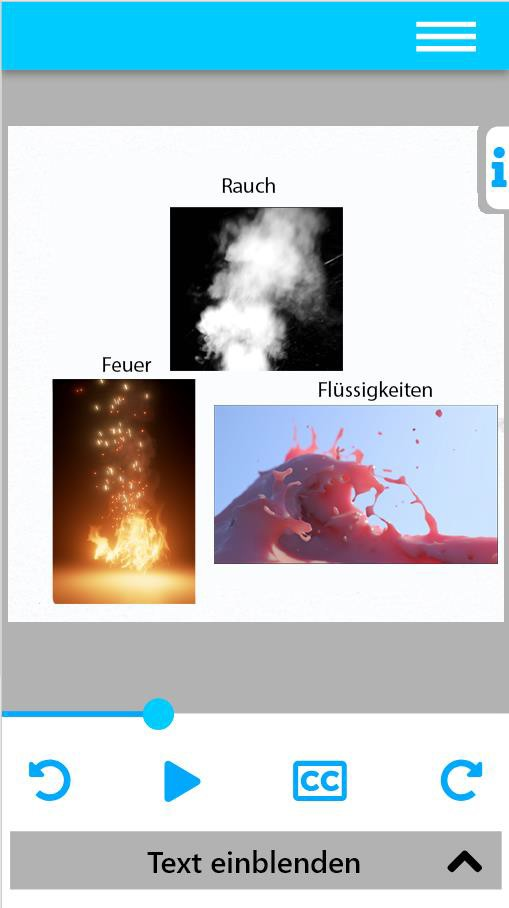 i
Rauch
Feuer
Flüssigkeiten
CC
Text einblenden